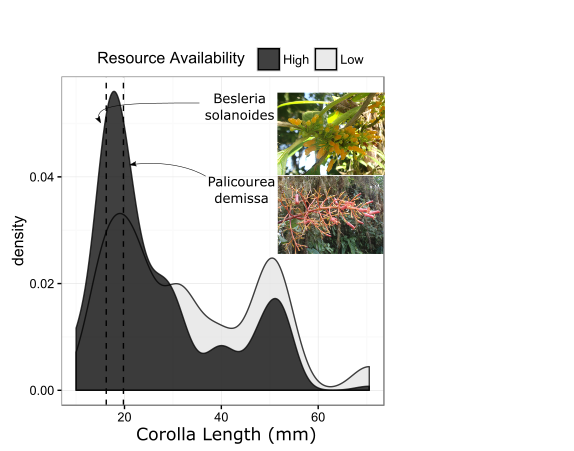 Resource Availability High Low
Besleria
solanoides
Palicourea
demissa
0.04
0.02
0.00
density
20 40 60
Corolla Length (mm)